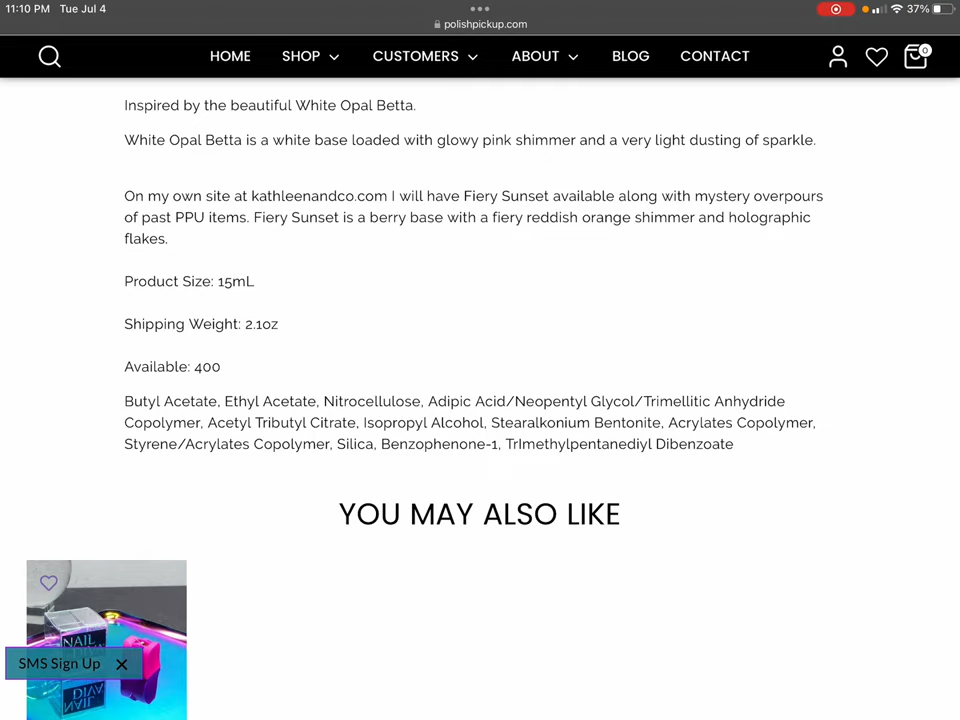 11:10 PM Tue Jul 4
37%
polishpickup.com
HOME SHOP CUSTOMERS ABOUT BLOG CONTACT
0
Inspired by the beautiful White Opal Betta.
White Opal Betta is a white base loaded with glowy pink shimmer and a very light dusting of sparkle.
On my own site at kathleenandco.com I will have Fiery Sunset available along with mystery overpours
of past PPU items. Fiery Sunset is a berry base with a fiery reddish orange shimmer and holographic
flakes.
Product Size: 15mL
Shipping Weight: 2.1oz
Available: 400
Butyl Acetate, Ethyl Acetate, Nitrocellulose, Adipic Acid/Neopentyl Glycol/Trimellitic Anhydride
Copolymer, Acetyl Tributyl Citrate, Isopropyl Alcohol, Stearalkonium Bentonite, Acrylates Copolymer,
Styrene/Acrylates Copolymer, Silica, Benzophenone-1, TrImethylpentanediyl Dibenzoate
YOU MAY ALSO LIKE
NAIL
SMS Sign Up
DIVA
NAIL